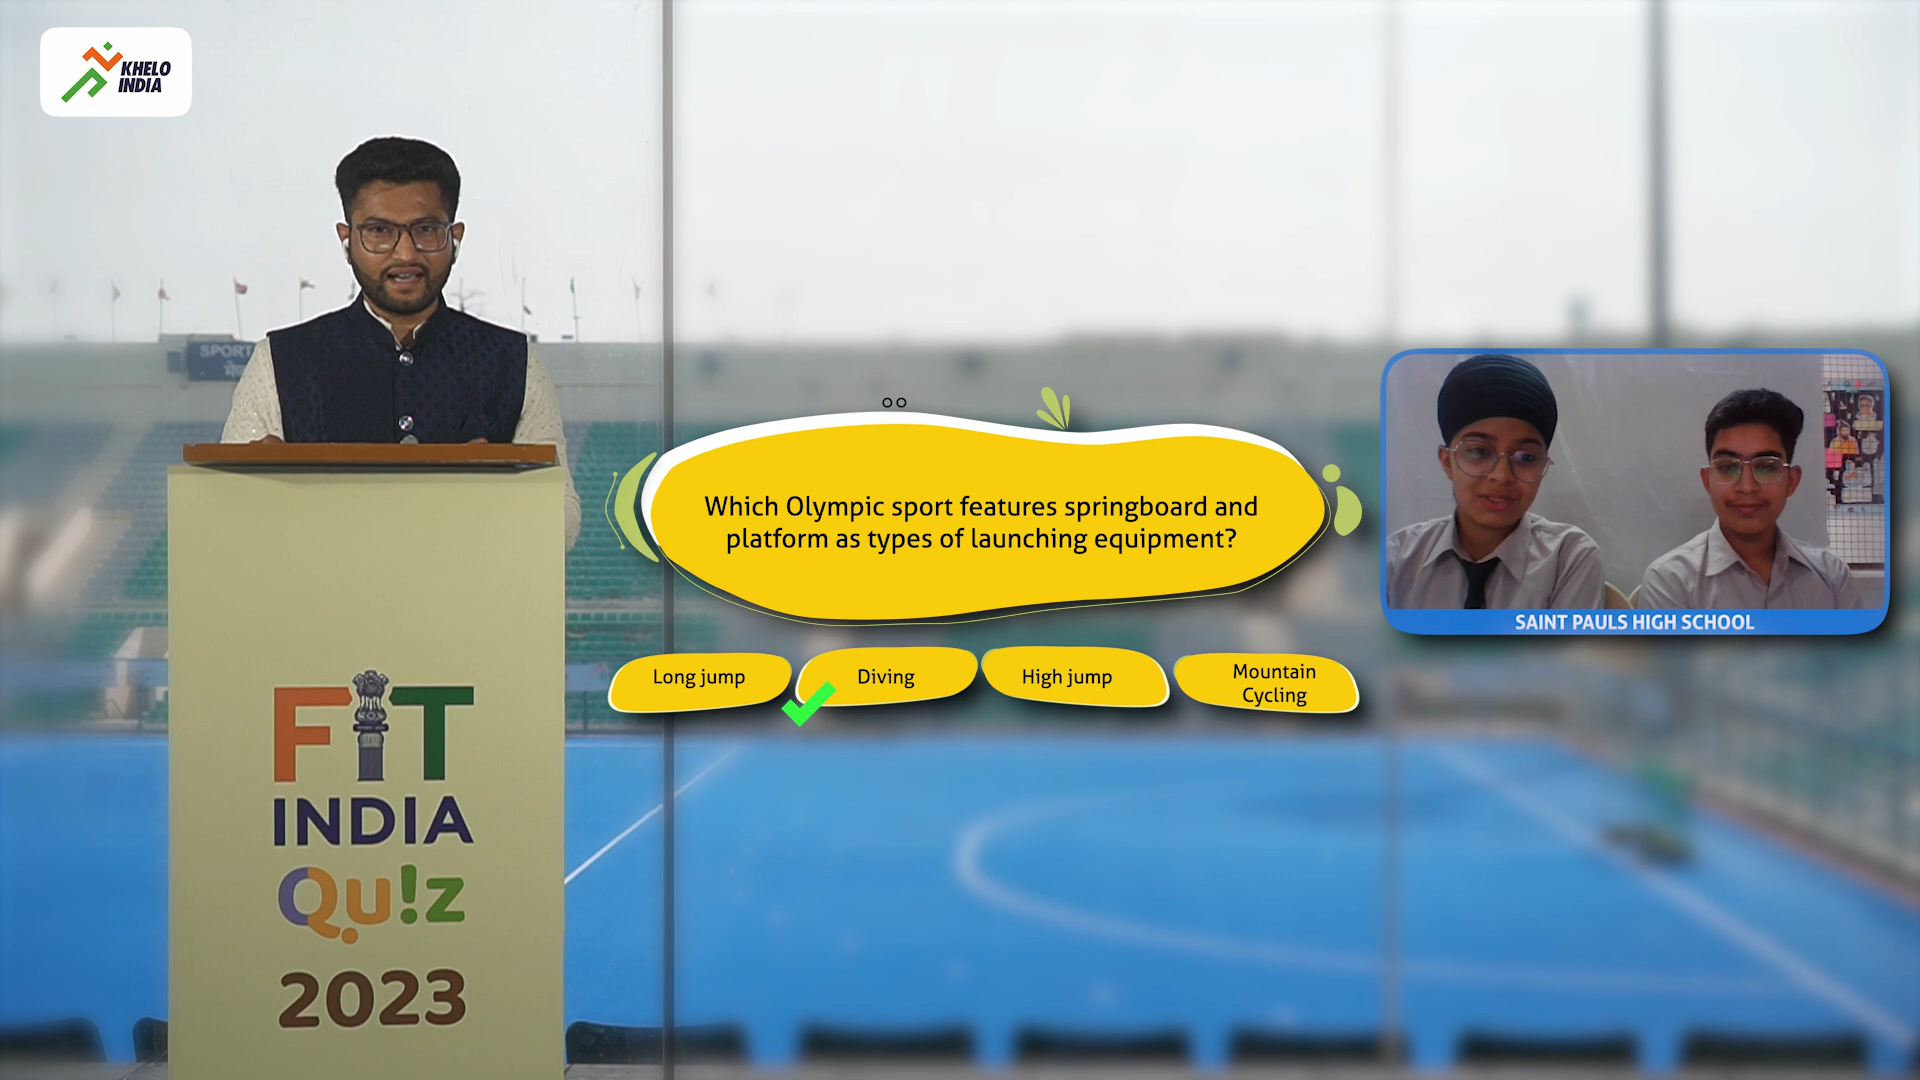 KHELO
INDIA
SPORT
Which Olympic sport features springboard and
platform as types of launching equipment?
SAINT PAULS HIGH SCHOOL
Long jump
Diving
High jump
Mountain
Cycling
FIT
INDIA
Qu!z
2023